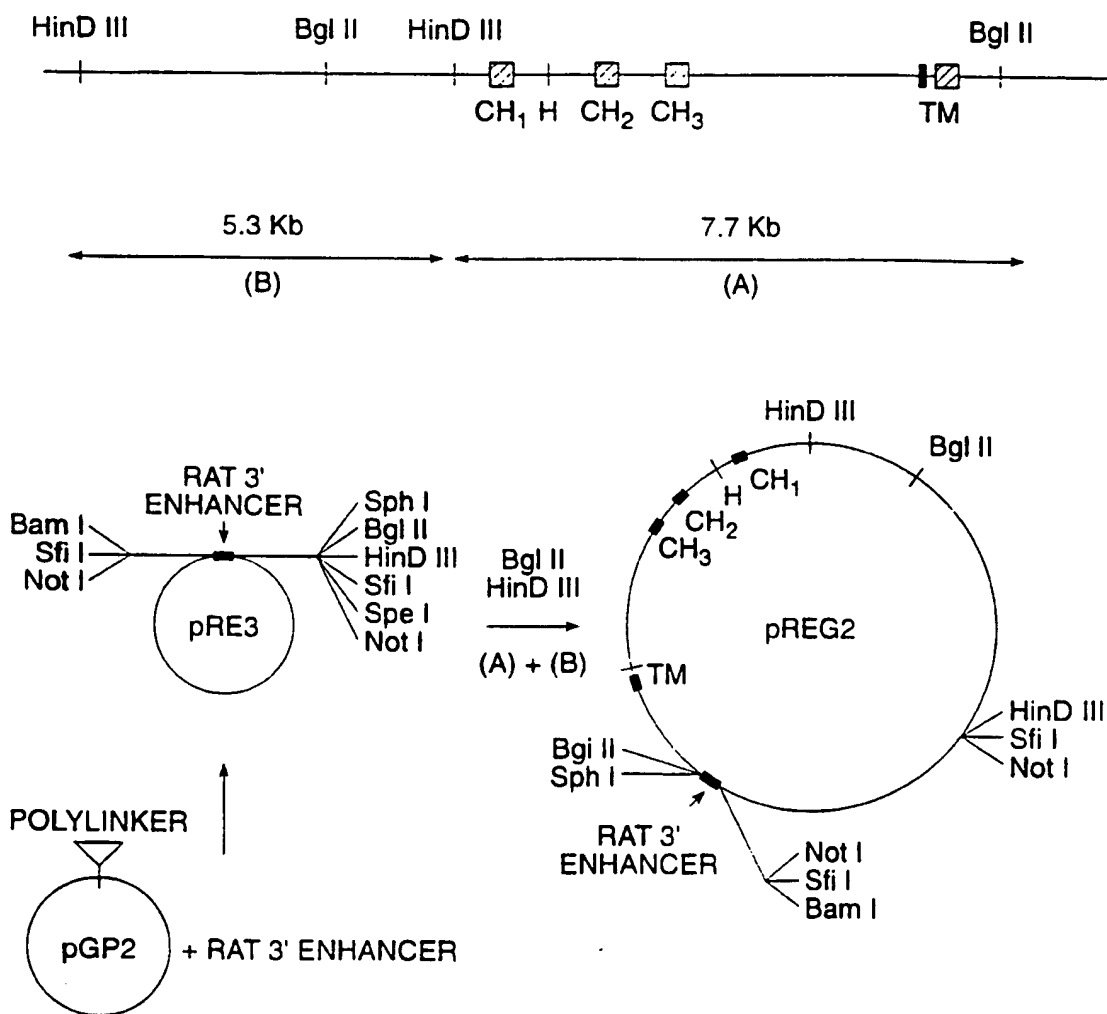 HinD III
Bgl II
HinD III
Bgl II
CH1
H
CH2
CH3
TM
5.3 Kb
(B)
7.7 Kb
(A)
RAT 3'
ENHANCER
Bam I
Sfi I
Not I
Sph I
Bgl II
HinD III
Sfi I
Spe I
Not I
pRE3
Bgl II
HinD III
(A) + (B)
HinD III
Bgl II
CH1
H
CH2
CH3
pREG2
TM
Bgi II
Sph I
HinD III
Sfi I
Not I
RAT 3'
ENHANCER
Not I
Sfi I
Bam I
POLYLINKER
pGP2
+ RAT 3' ENHANCER